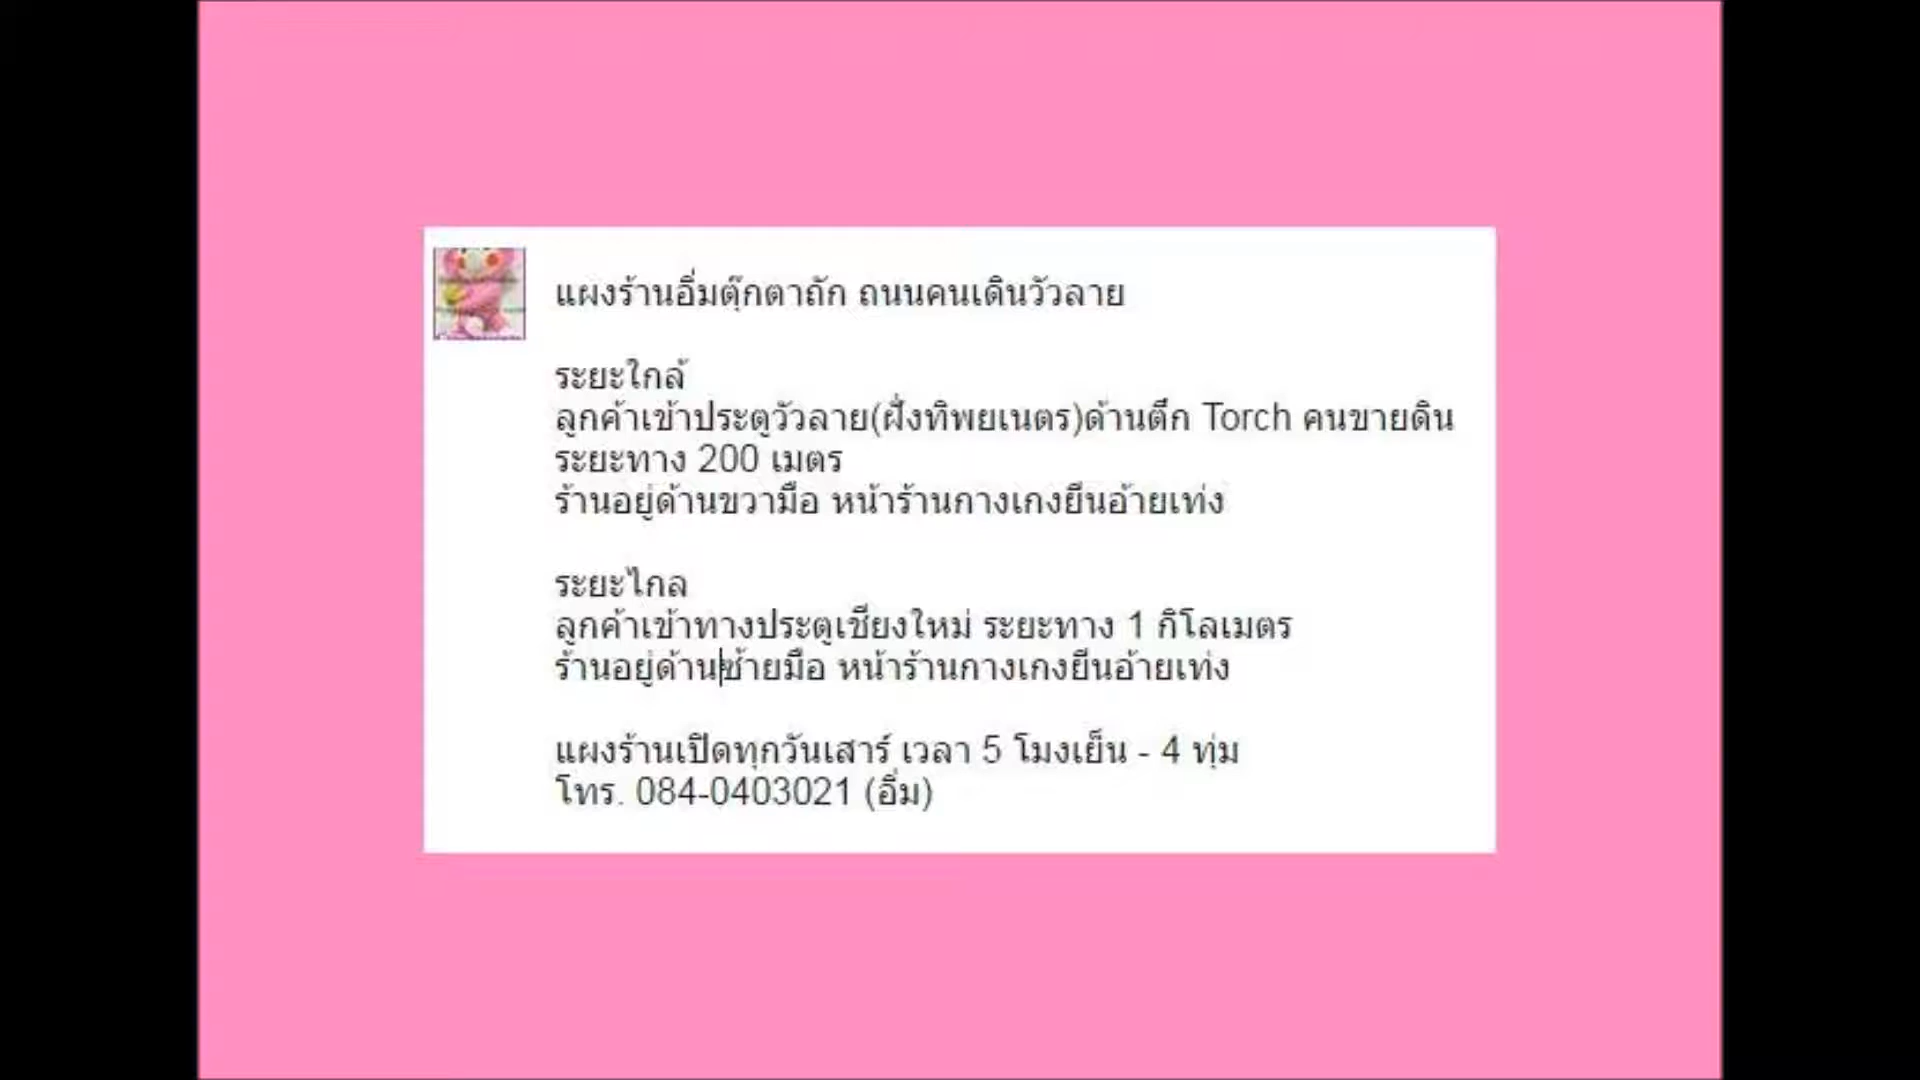 แผงร้านอิ่มตุ๊กตาถัก ถนนคนเดินวัวลาย
ระยะใกล้
ลูกค้าเข้าประตูวัวลาย(ฝั่งทิพยเนตร)ด้านตึก Torch คนขายดิน
ระยะทาง 200 เมตร
ร้านอยู่ด้านขวามือ หน้าร้านกางเกงยีนอ้ายเท่ง
ระยะไกล
ลูกค้าเข้าทางประตูเชียงใหม่ ระยะทาง 1 กิโลเมตร
ร้านอยู่ด้านซ้ายมือ หน้าร้านกางเกงยีนอ้ายเท่ง
แผงร้านเปิดทุกวันเสาร์ เวลา 5 โมงเย็น - 4 ทุ่ม
โทร. 084-0403021 (อิ่ม)